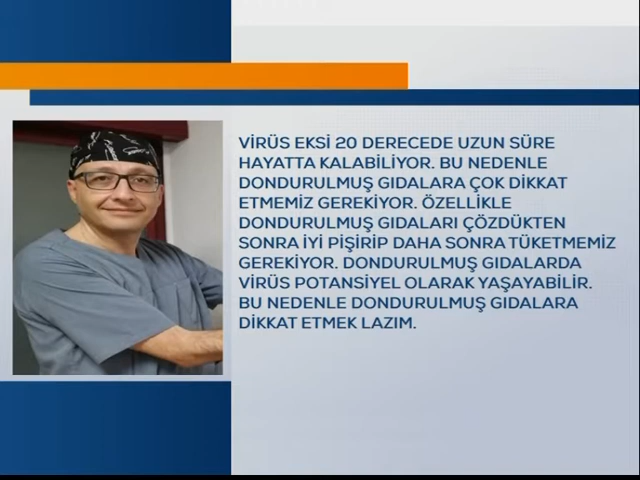 VİRÜS EKSİ 20 DERECEDE UZUN SÜRE
HAYATTA KALABİLİYOR. BU NEDENLE
DONDURULMUŞ GIDALARA ÇOK DİKKAT
ETMEMİZ GEREKİYOR. ÖZELLİKLE
DONDURULMUŞ GIDALARI ÇÖZDÜKTEN
SONRA İYİ PİŞİRİP DAHA SONRA TÜKETMEMİZ
GEREKİYOR. DONDURULMUŞ GIDALARDA
VİRÜS POTANSİYEL OLARAK YAŞAYABİLİR.
BU NEDENLE DONDURULMUŞ GIDALARA
DİKKAT ETMEK LAZIM.